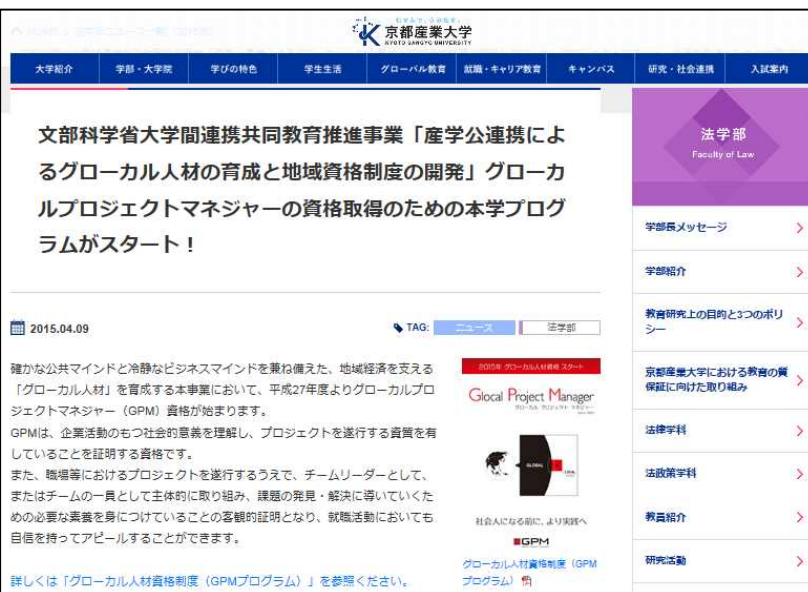 京都産業大学
KYOTO SANGYO UNIVERSITY
大学紹介 学部・大学院 学びの特色 学生生活 グローバル教育 就職・キャリア教育 キャンパス 研究・社会連携 入試案内
文部科学省大学間連携共同教育推進事業「産学公連携によ
るグローカル人材の育成と地域資格制度の開発」グローカ
ルプロジェクトマネジャーの資格取得のための本学プログ
ラムがスタート！
2015.04.09
TAG: ニュース 法学部
確かな公共マインドと冷静なビジネスマインドを兼ね備えた、地域経済を支える
「グローカル人材」を育成する本事業において、平成27年度よりグローカルプロ
ジェクトマネジャー（GPM）資格が始まります。
GPMは、企業活動のもつ社会的意義を理解し、プロジェクトを遂行する資質を有
していることを証明する資格です。
また、職場等におけるプロジェクトを遂行するうえで、チームリーダーとして、
またはチームの一員として主体的に取り組み、課題の発見・解決に導いていくた
めの必要な素養を身につけていることの客観的証明となり、就職活動においても
自信を持ってアピールすることができます。
詳しくは「グローカル人材資格制度（GPMプログラム）」を参照ください。
2015年 グローカル人材資格 スタート
Glocal Project Manager
グローカル プロジェクト マネジャー
GLOBAL
LOCAL
社会人になる前に、より実践へ
GPM
グローカル人材資格制度（GPM
プログラム）
法学部
Faculty of Law
学部長メッセージ
学部紹介
教育研究上の目的と3つのポリ
シー
京都産業大学における教育の質
保証に向けた取り組み
法律学科
法政策学科
教員紹介
研究活動